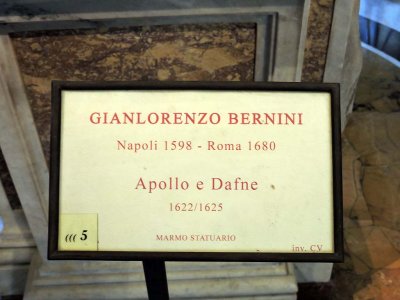 GIANLORENZO BERNINI
Napoli 1598 - Roma 1680
Apollo e Dafne
1622/1625
((( 5
MARMO STATUARIO
inv. CV